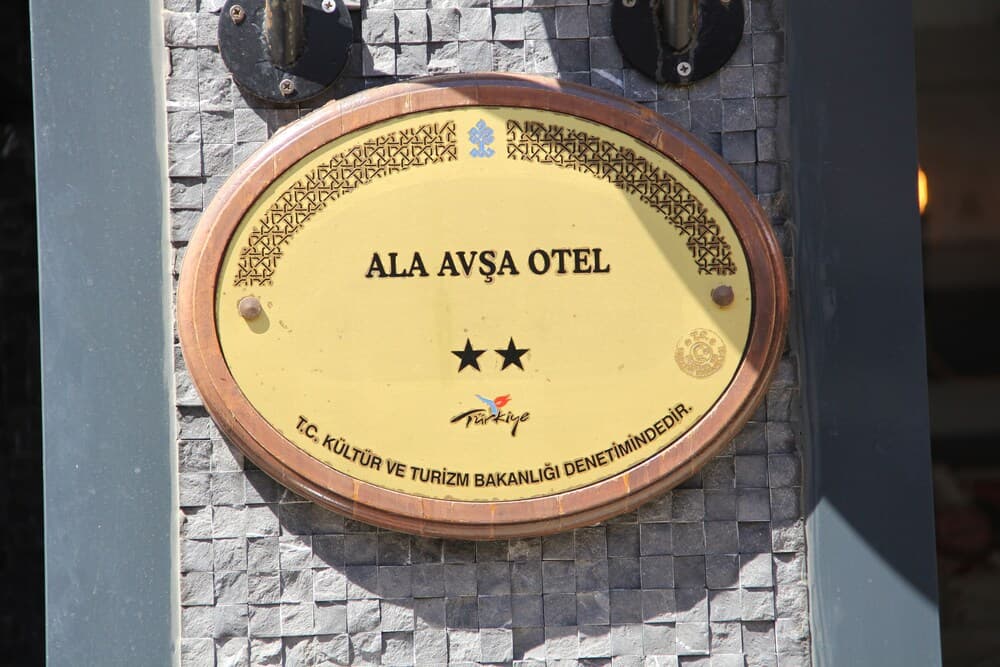 ALA AVŞA OTEL
Türkiye
T.C. KÜLTÜR VE TURİZM BAKANLIĞI DENETİMİNDEDİR.